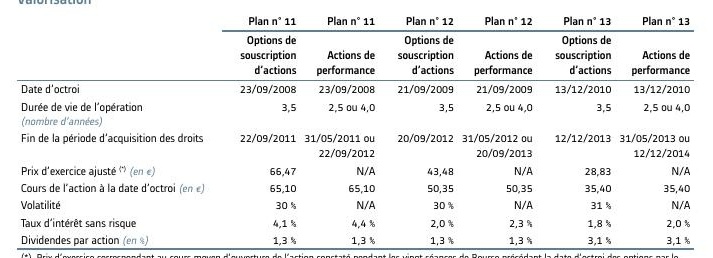 Valorisation
Plan n° 11 Plan n° 11 Plan n° 12 Plan n° 12 Plan n° 13 Plan n° 13
Options de Options de Options de
souscription Actions de souscription Actions de souscription Actions de
d'actions performance d'actions performance d'actions performance
Date d'octroi 23/09/2008 23/09/2008 21/09/2009 21/09/2009 13/12/2010 13/12/2010
Durée de vie de l'opération 3,5 2,5 ou 4,0 3,5 2,5 ou 4,0 3,5 2,5 ou 4,0
(nombre d'années)
Fin de la période d'acquisition des droits 22/09/2011 31/05/2011 ou 20/09/2012 31/05/2012 ou 12/12/2013 31/05/2013 ou
22/09/2012 20/09/2013 12/12/2014
Prix d'exercice ajusté (*) (en €) 66,47 N/A 43,48 N/A 28,83 N/A
Cours de l'action à la date d'octroi (en €) 65,10 65,10 50,35 50,35 35,40 35,40
Volatilité 30 % N/A 30 % N/A 31 % N/A
Taux d'intérêt sans risque 4,1 % 4,4 % 2,0 % 2,3 % 1,8 % 2,0 %
Dividendes par action (en %) 1,3 % 1,3 % 1,3 % 1,3 % 3,1 % 3,1 %
(*) Prix d'exercice correspondant au cours moyen d'ouverture de l'action constaté pendant les vingt séances de Bourse précédant la date d'octroi des options par le